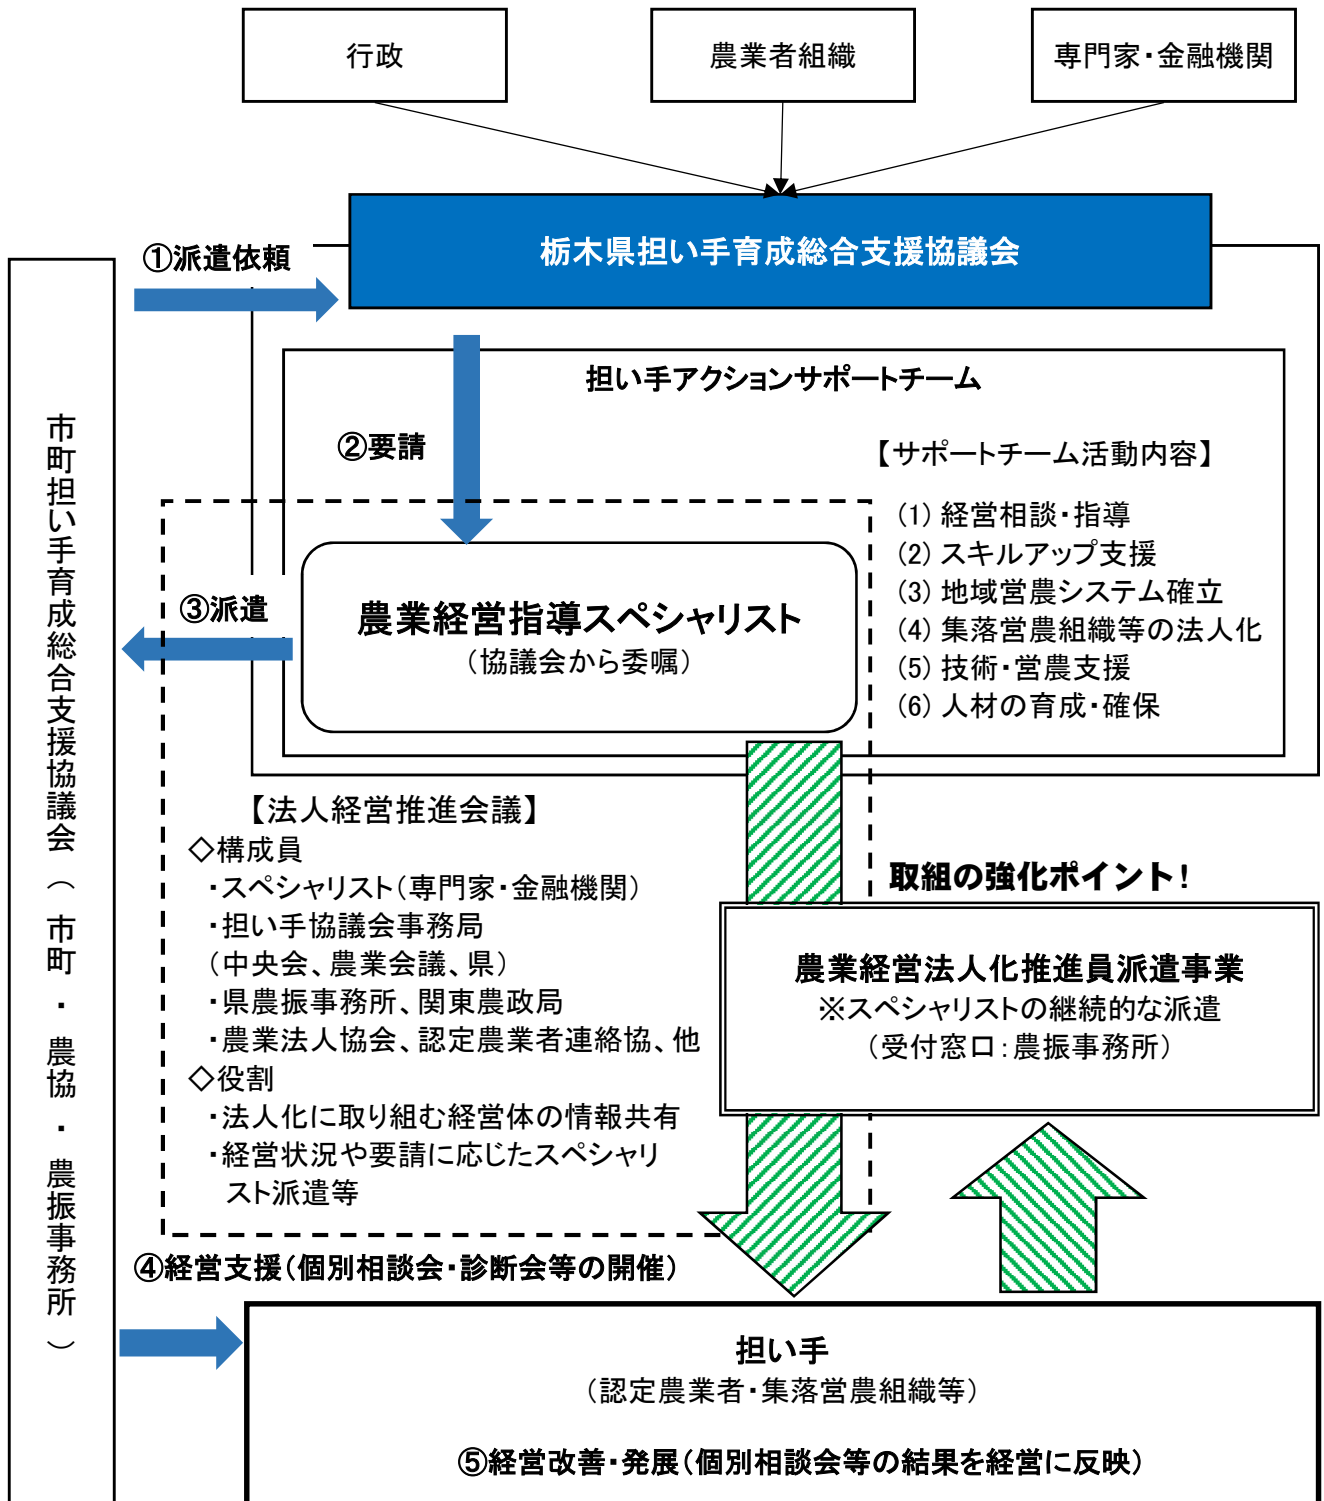 行政
農業者組織
専門家・金融機関
栃木県担い手育成総合支援協議会
①派遣依頼
担い手アクションサポートチーム
②要請
【サポートチーム活動内容】
(1) 経営相談・指導
(2) スキルアップ支援
(3) 地域営農システム確立
(4) 集落営農組織等の法人化
(5) 技術・営農支援
(6) 人材の育成・確保
農業経営指導スペシャリスト
（協議会から委嘱）
③派遣
市町担い手育成総合支援協議会（市町・農協・農振事務所）
【法人経営推進会議】
◇構成員
・スペシャリスト（専門家・金融機関）
・担い手協議会事務局
（中央会、農業会議、県）
・県農振事務所、関東農政局
・農業法人協会、認定農業者連絡協、他
◇役割
・法人化に取り組む経営体の情報共有
・経営状況や要請に応じたスペシャリ
スト派遣等
取組の強化ポイント！
農業経営法人化推進員派遣事業
※スペシャリストの継続的な派遣
（受付窓口：農振事務所）
④経営支援（個別相談会・診断会等の開催）
担い手
（認定農業者・集落営農組織等）
⑤経営改善・発展（個別相談会等の結果を経営に反映）